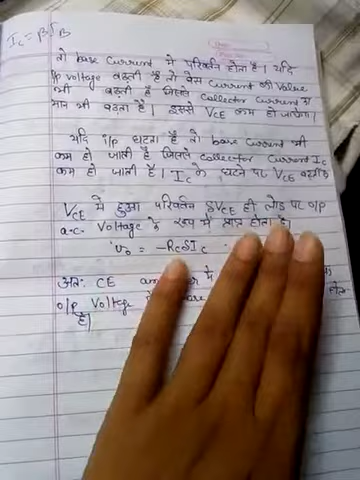 Ic = β IB
तो base Current में परिवर्तन होता है। यदि
i/p voltage बढ़ती है तो बेस Current की Value
भी बढ़ती है जिससे Collector Current का
मान भी बढ़ता है। इससे VCE कम हो जायेगा।
यदि i/p घटता है तो base Current भी
कम हो जाती है जिससे Collector Current Ic
कम हो जाती है। Ic के घटने पर VCE
VCE में हुआ परिवर्तन δVCE ही लोड पर o/p
a.c. Voltage के रूप में प्राप्त होता है।
v₀ = -RcδIc
अतः CE में
o/p Voltage
है।